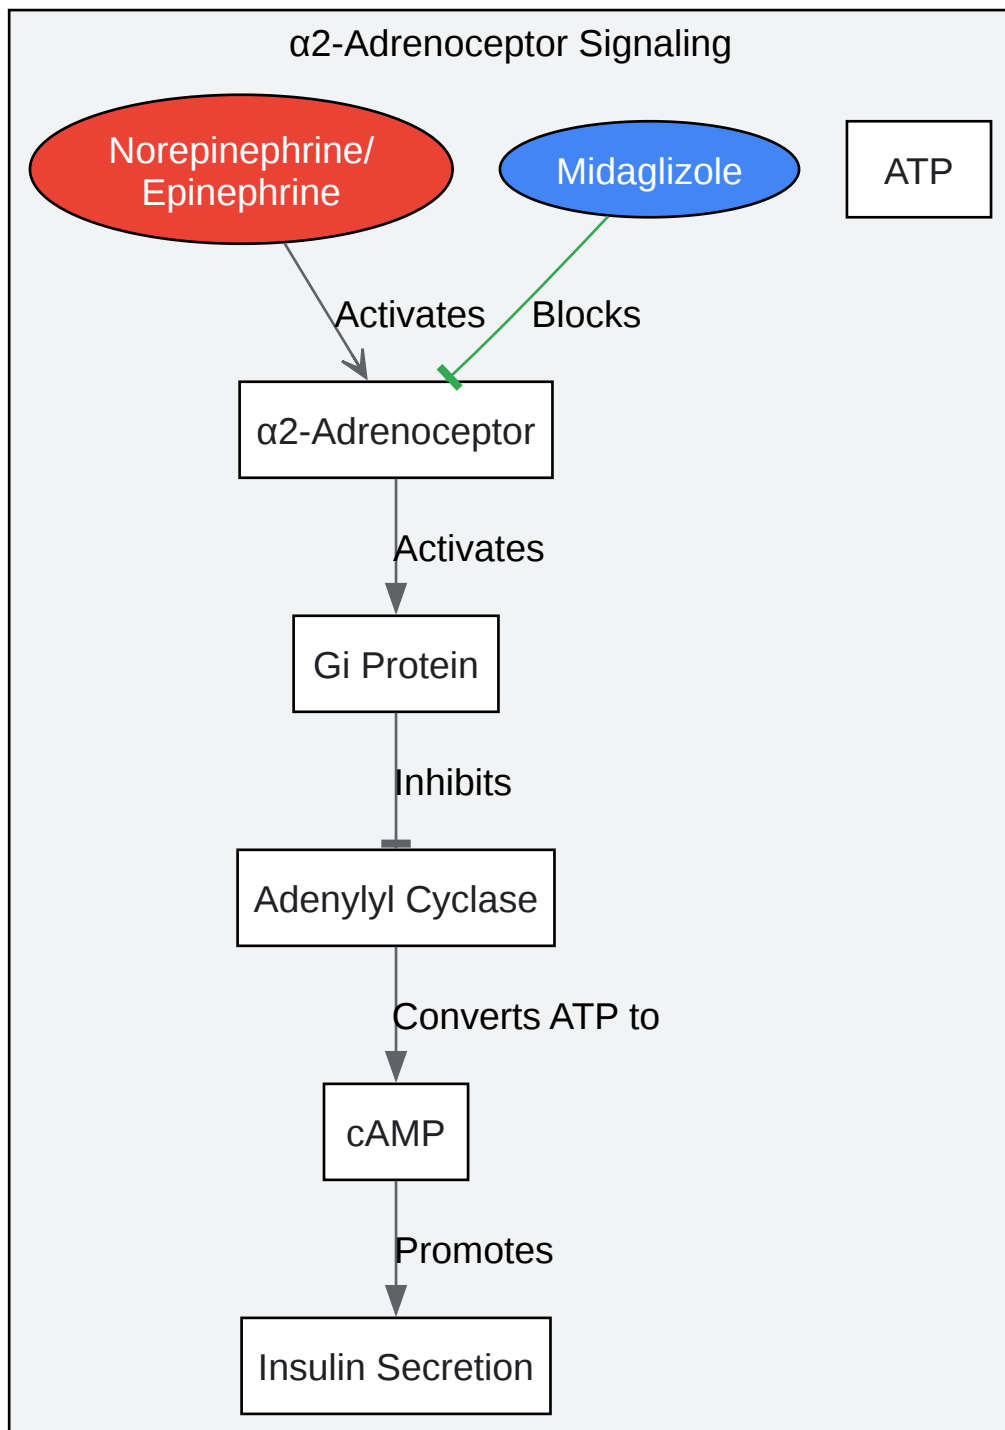 α2-Adrenoceptor Signaling
Norepinephrine/
Epinephrine
Midaglizole
ATP
Activates
Blocks
α2-Adrenoceptor
Activates
Gi Protein
Inhibits
Adenylyl Cyclase
Converts ATP to
cAMP
Promotes
Insulin Secretion